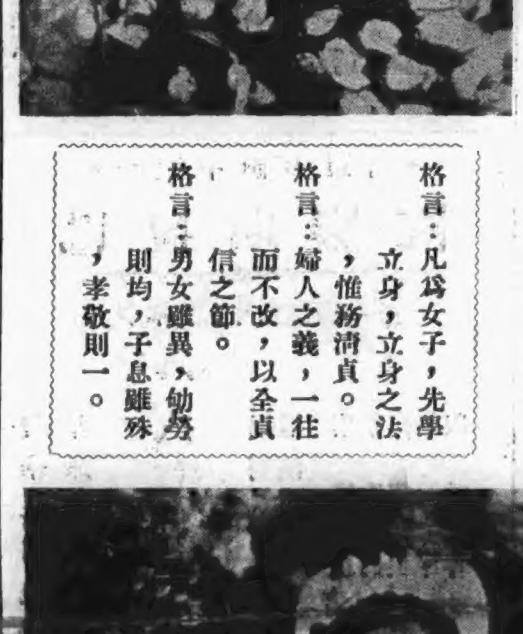 格言：凡爲女子，先學
立身，立身之法
，惟務淸貞。
格言：婦人之義，一往
而不改，以全貞
信之節。
格言：男女雖異，劬勞
則均，子息雖殊
，孝敬則一。